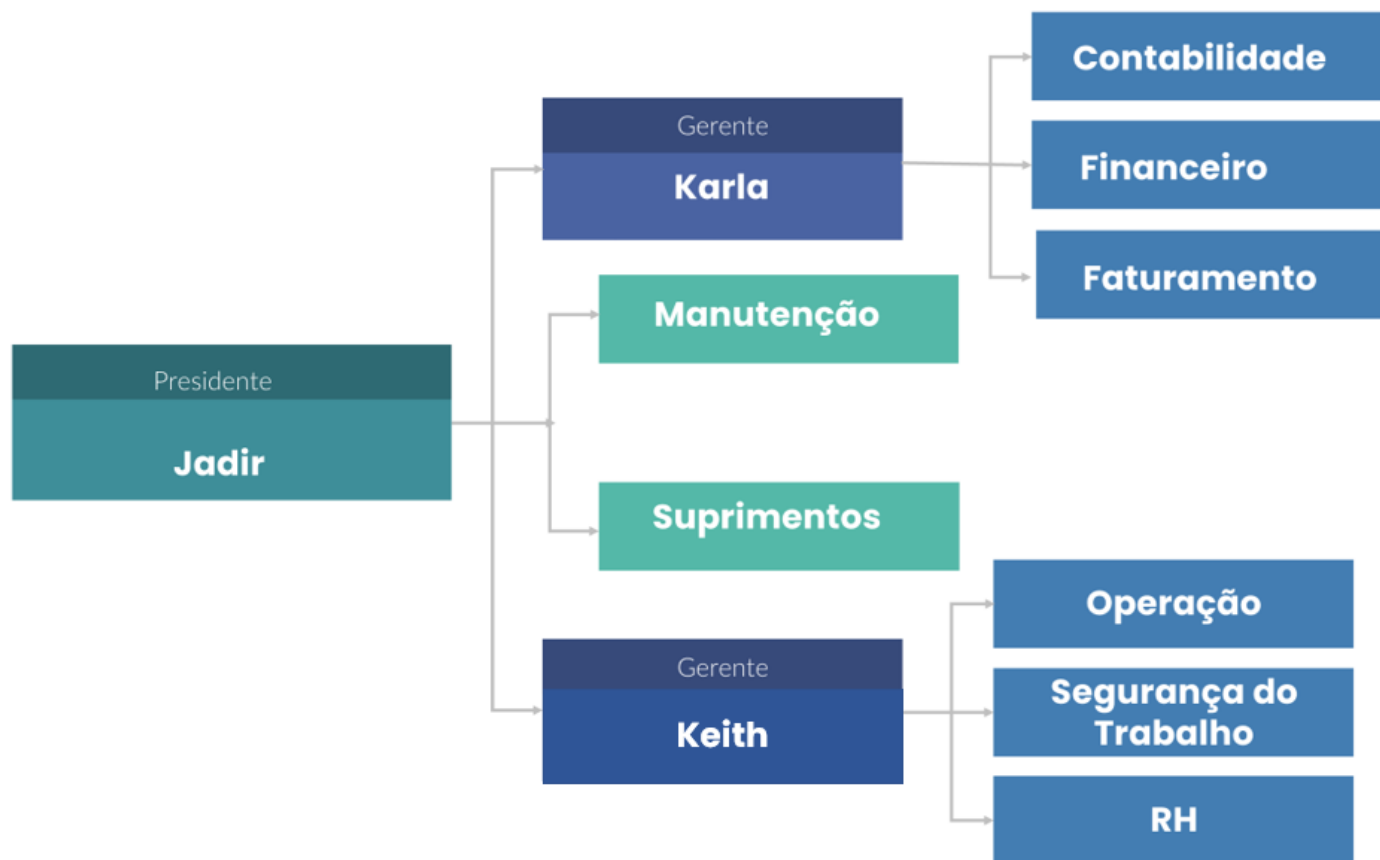 Presidente
Jadir
Gerente
Karla
Contabilidade
Financeiro
Faturamento
Manutenção
Suprimentos
Gerente
Keith
Operação
Segurança do
Trabalho
RH